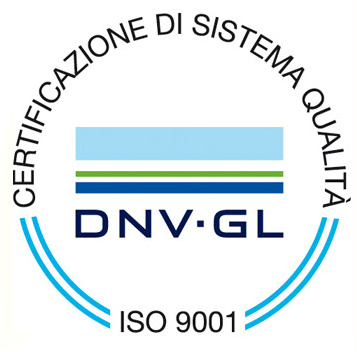 CERTIFICAZIONE DI SISTEMA QUALITÀ
DNV·GL
ISO 9001